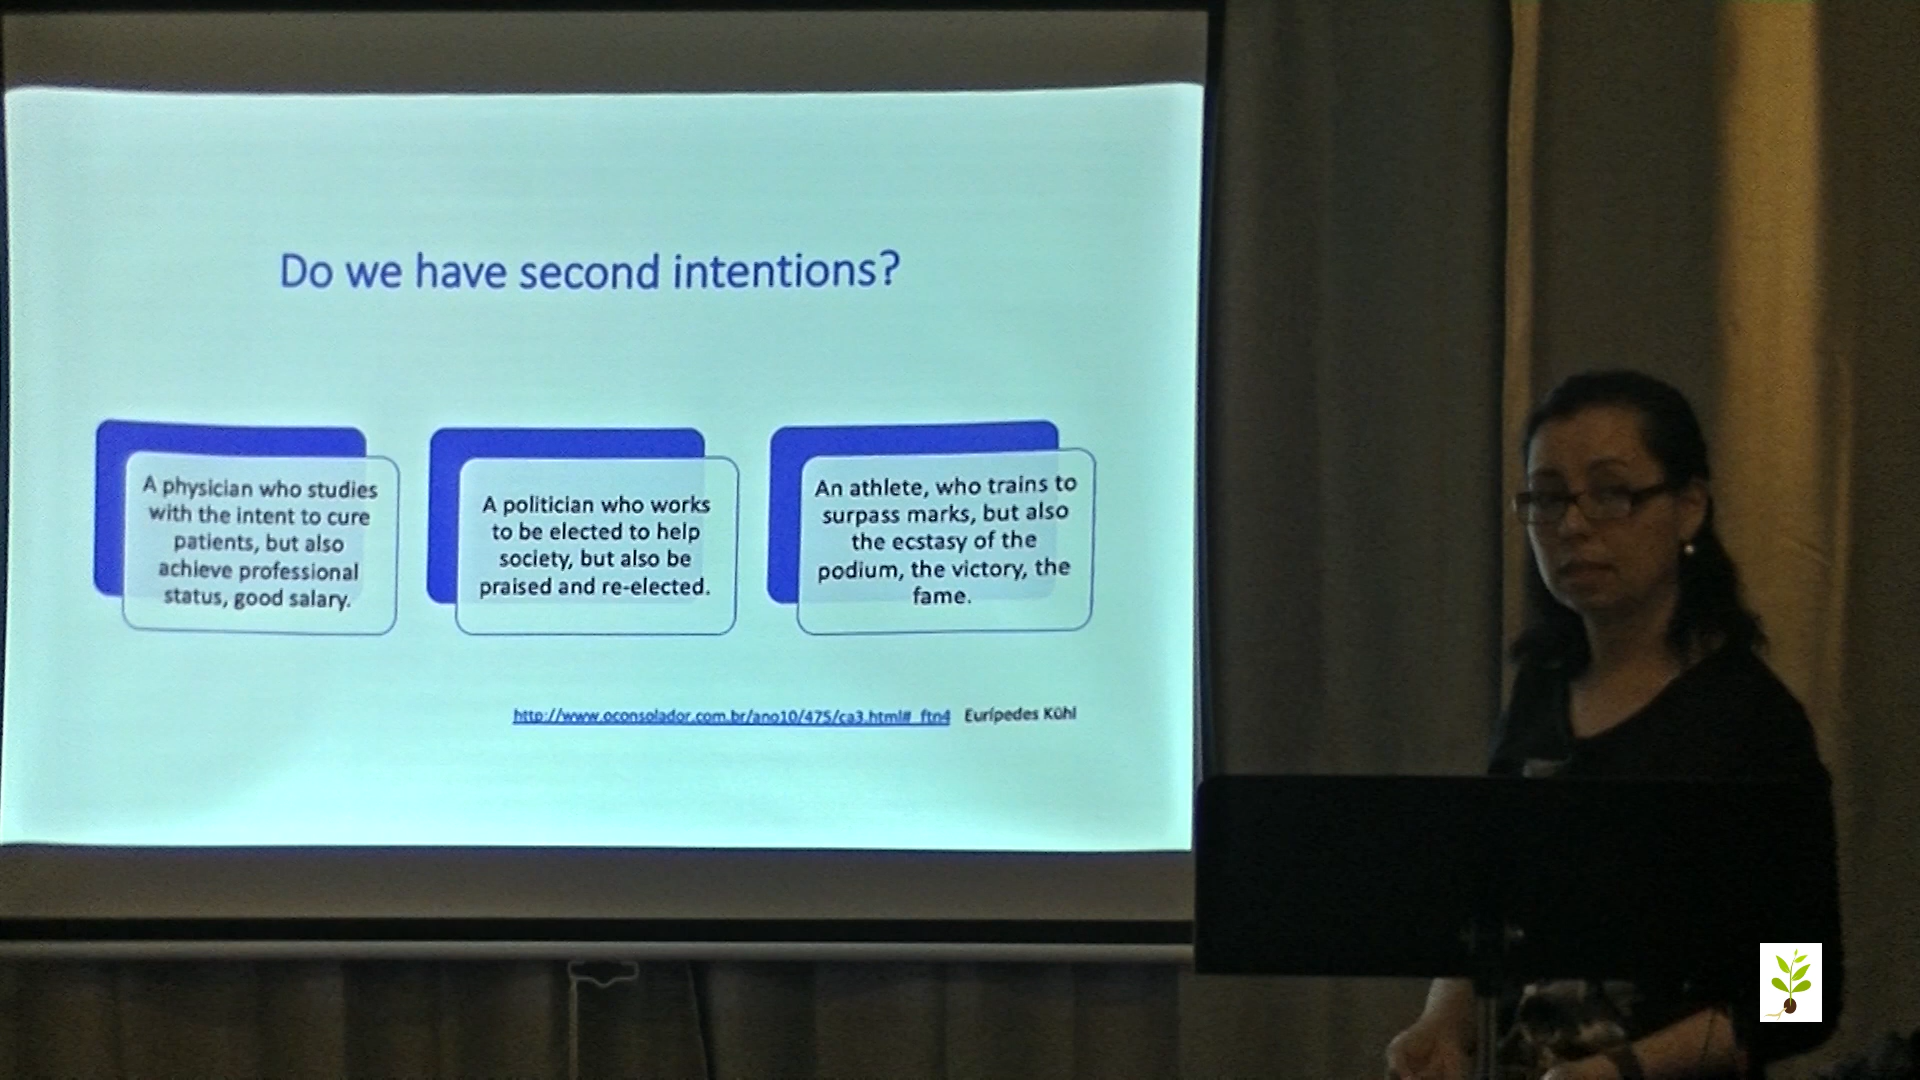 Do we have second intentions?
A physician who studies
with the intent to cure
patients, but also
achieve professional
status, good salary.
A politician who works
to be elected to help
society, but also be
praised and re-elected.
An athlete, who trains to
surpass marks, but also
the ecstasy of the
podium, the victory, the
fame.
http://www.oconsolador.com.br/ano10/475/ca3.html#_ftn4 Eurípedes Kühl